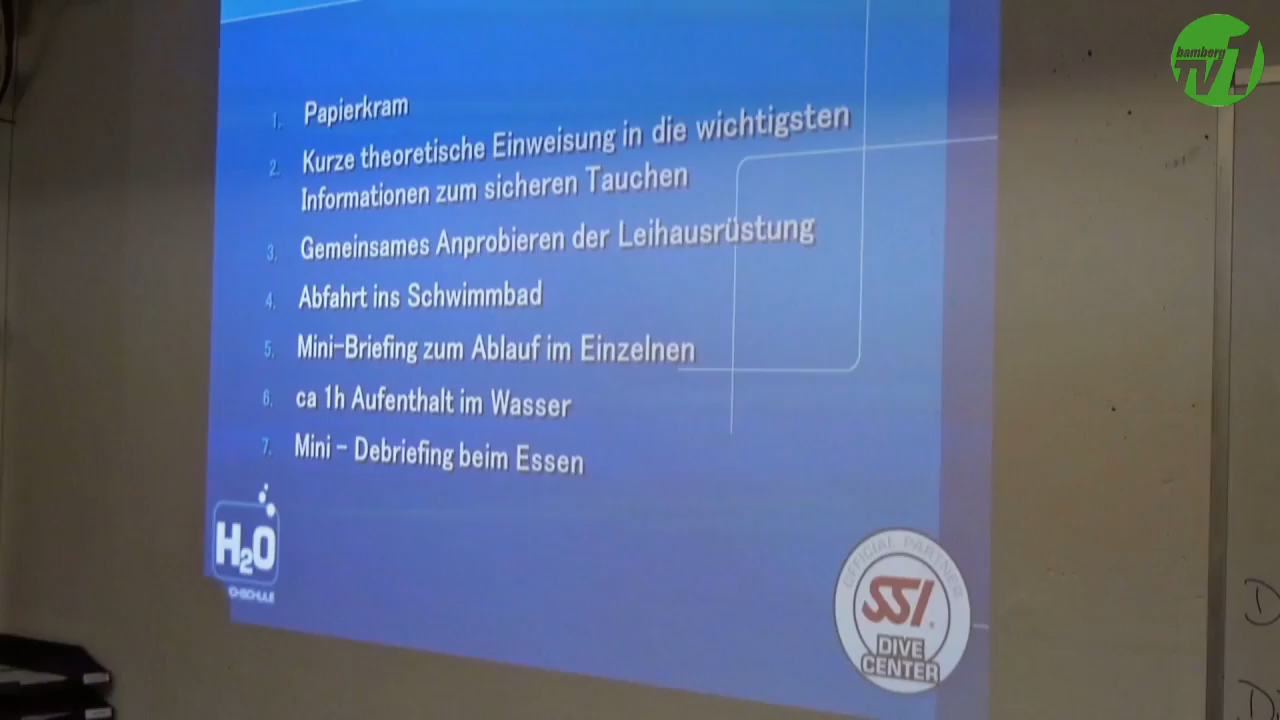 bamberg
TV1
1. Papierkram
2. Kurze theoretische Einweisung in die wichtigsten
Informationen zum sicheren Tauchen
3. Gemeinsames Anprobieren der Leihausrüstung
4. Abfahrt ins Schwimmbad
5. Mini-Briefing zum Ablauf im Einzelnen
6. ca 1h Aufenthalt im Wasser
7. Mini - Debriefing beim Essen
H2O
OFFICIAL PARTNER
SSI.
DIVE
CENTER
D
D